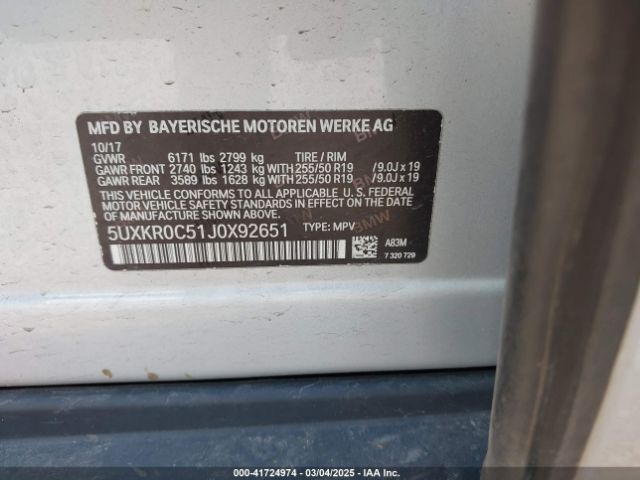 MFD BY BAYERISCHE MOTOREN WERKE AG
10/17
GVWR 6171 lbs 2799 kg TIRE / RIM
GAWR FRONT 2740 lbs 1243 kg WITH 255/50 R19 / 9.0J x 19
GAWR REAR 3589 lbs 1628 kg WITH 255/50 R19 / 9.0J x 19
THIS VEHICLE CONFORMS TO ALL APPLICABLE U. S. FEDERAL
MOTOR VEHICLE SAFETY STANDARDS IN EFFECT ON THE DATE OF
MANUFACTURE SHOWN ABOVE.
5UXKR0C51J0X92651 TYPE: MPV
A83M
7 320 729
000-41724974 | 03/04/2025 | IAA Inc.